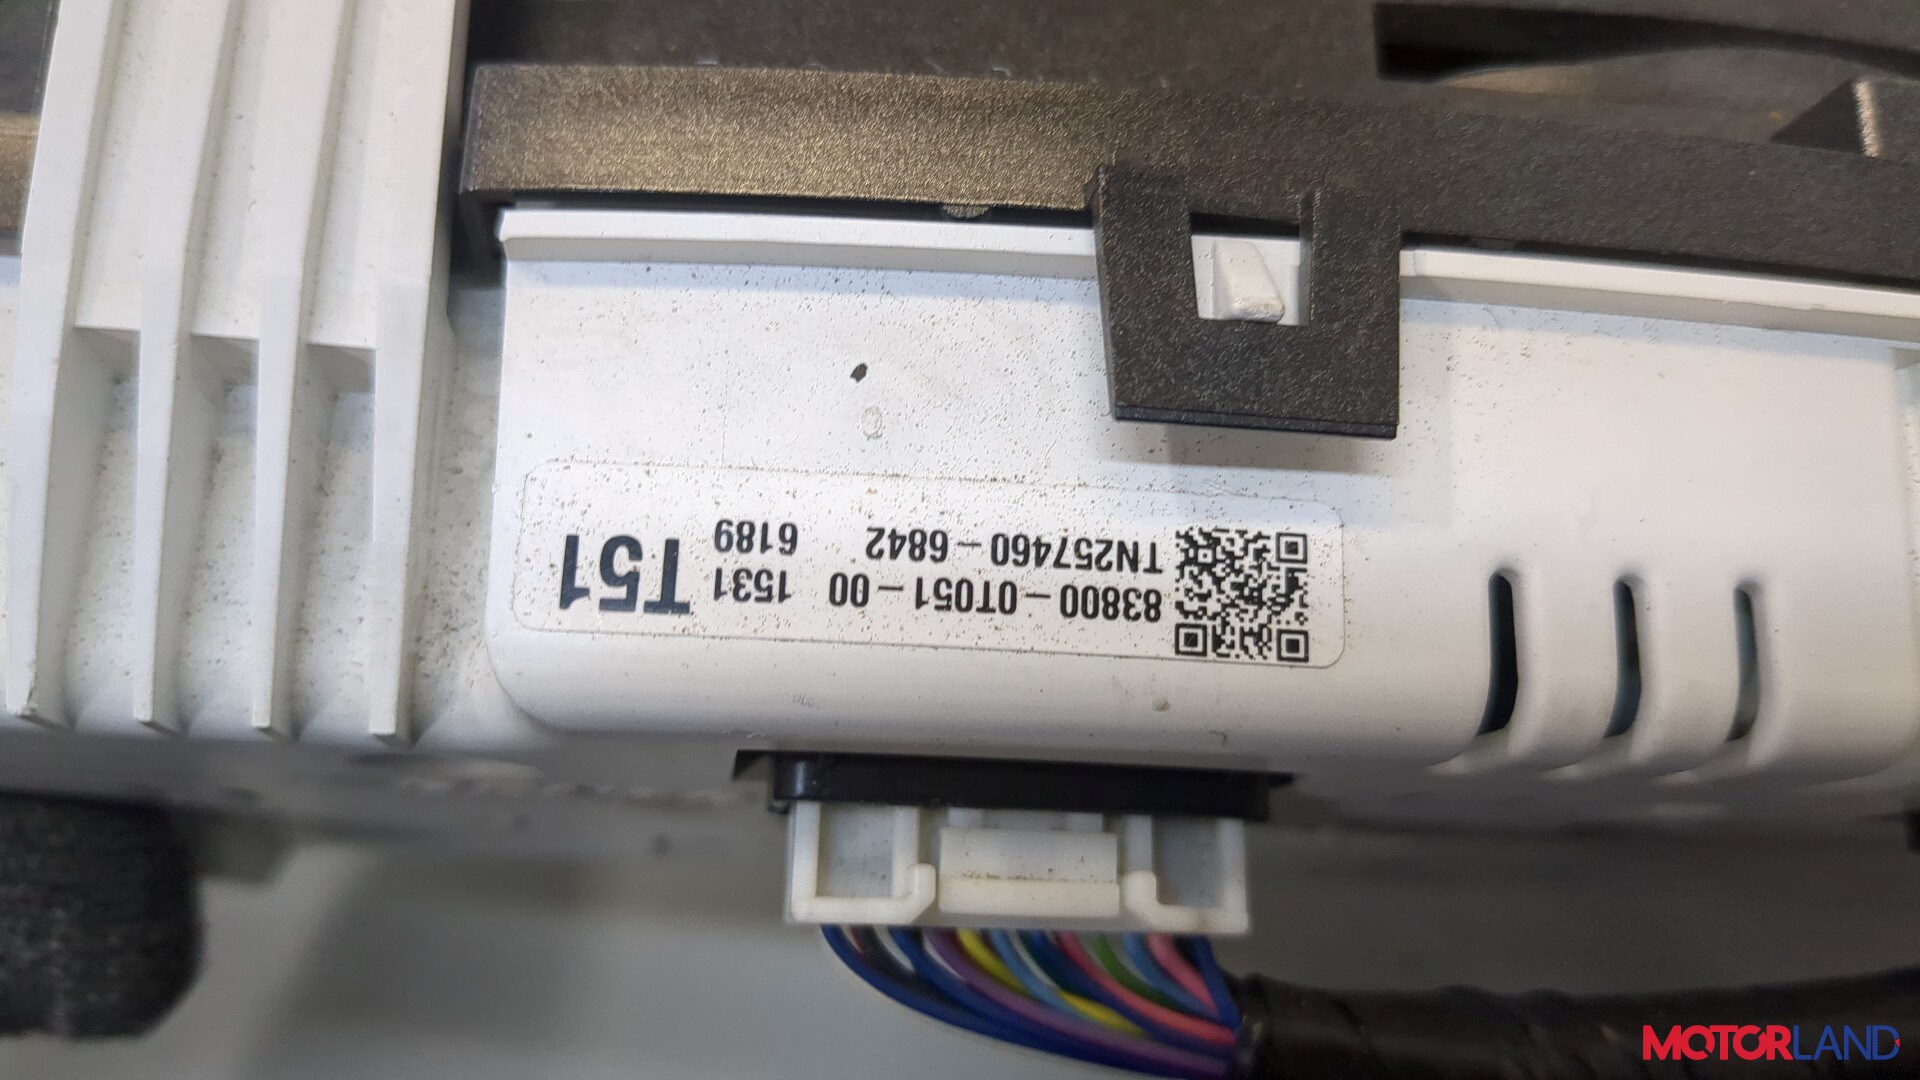 83800-0T051-00 1531 T51
TN257460-6842 6189
MOTORLAND